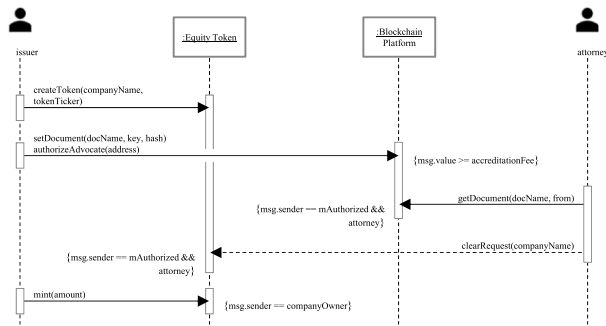 :Equity Token
:Blockchain
Platform
issuer
attorney
createToken(companyName,
tokenTicker)
setDocument(docName, key, hash)
authorizeAdvocate(address)
{msg.value >= accreditationFee}
getDocument(docName, from)
{msg.sender == mAuthorized &&
attorney}
clearRequest(companyName)
{msg.sender == mAuthorized &&
attorney}
mint(amount)
{msg.sender == companyOwner}